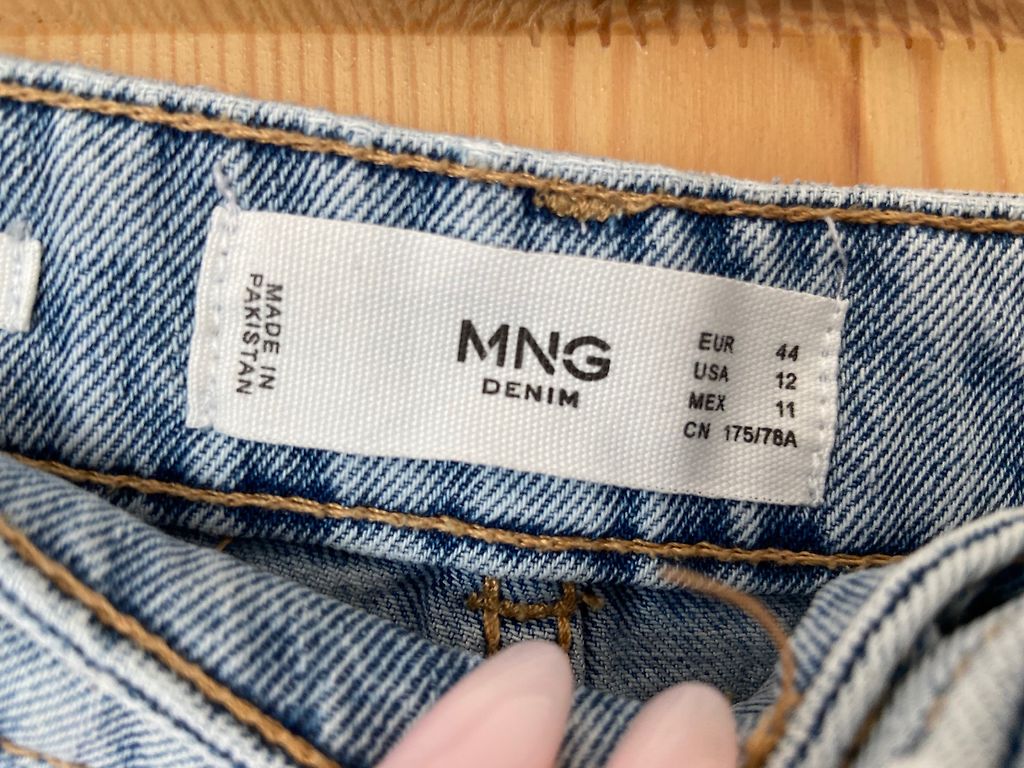 MADE IN
PAKISTAN
MNG
DENIM
EUR 44
USA 12
MEX 11
CN 175/78A